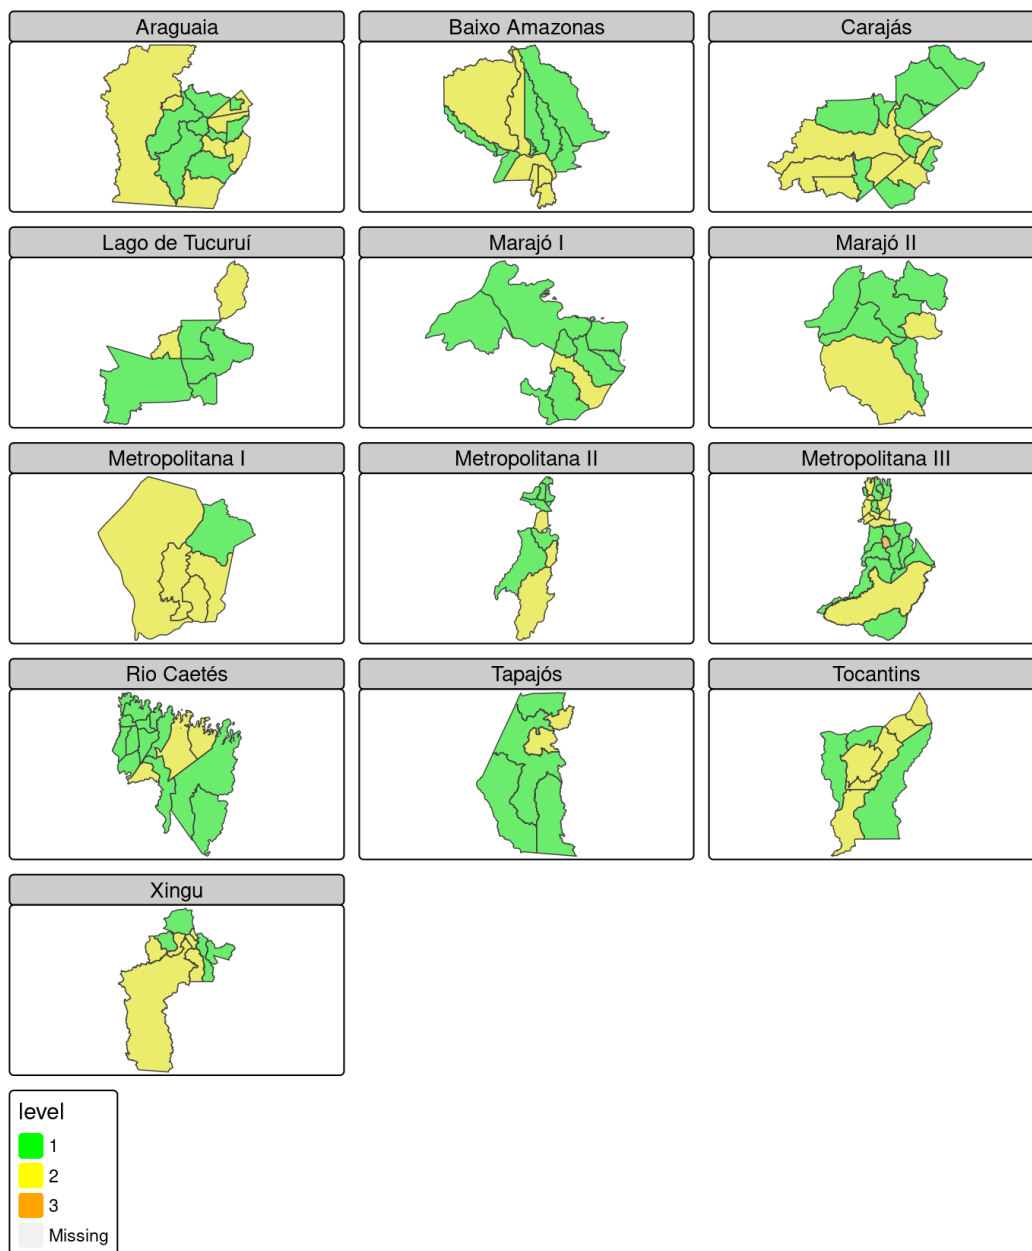 Araguaia
Baixo Amazonas
Carajás
Lago de Tucuruí
Marajó I
Marajó II
Metropolitana I
Metropolitana II
Metropolitana III
Rio Caetés
Tapajós
Tocantins
Xingu
level
1
2
3
Missing